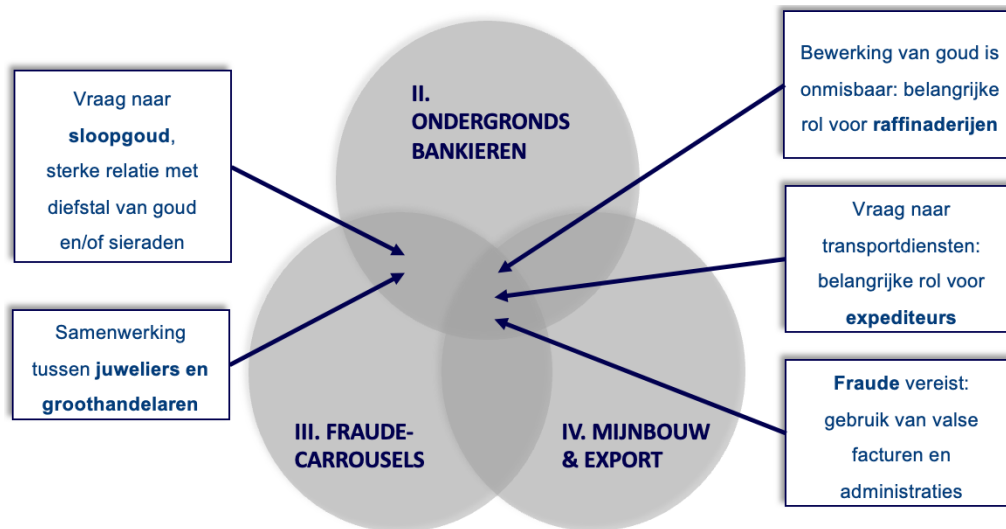 Vraag naar
sloopgoud,
sterke relatie met
diefstal van goud
en/of sieraden
Samenwerking
tussen juweliers en
groothandelaren
II.
ONDERGRONDS
BANKIEREN
III. FRAUDE-
CARROUSELS
IV. MIJNBOUW
& EXPORT
Bewerking van goud is
onmisbaar: belangrijke
rol voor raffinaderijen
Vraag naar
transportdiensten:
belangrijke rol voor
expediteurs
Fraude vereist:
gebruik van valse
facturen en
administraties